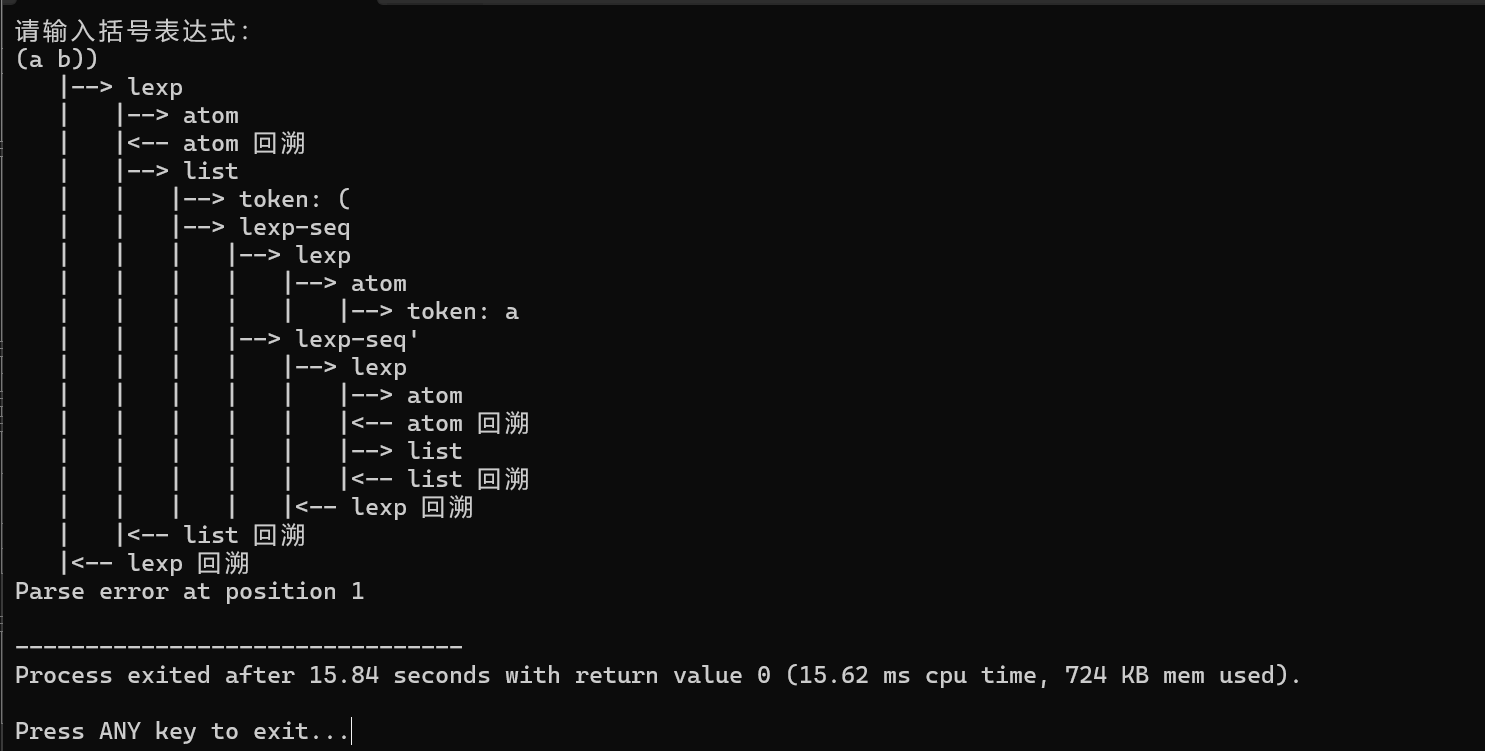 请输入括号表达式:
(a b))
   |--> lexp
   |   |--> atom
   |   |<-- atom 回溯
   |   |--> list
   |   |   |--> token: (
   |   |   |--> lexp-seq
   |   |   |   |--> lexp
   |   |   |   |   |--> atom
   |   |   |   |   |   |--> token: a
   |   |   |   |--> lexp-seq'
   |   |   |   |   |--> lexp
   |   |   |   |   |   |--> atom
   |   |   |   |   |   |<-- atom 回溯
   |   |   |   |   |   |--> list
   |   |   |   |   |   |<-- list 回溯
   |   |   |   |   |<-- lexp 回溯
   |   |<-- list 回溯
   |<-- lexp 回溯
Parse error at position 1
--------------------------------
Process exited after 15.84 seconds with return value 0 (15.62 ms cpu time, 724 KB mem used).
Press ANY key to exit...